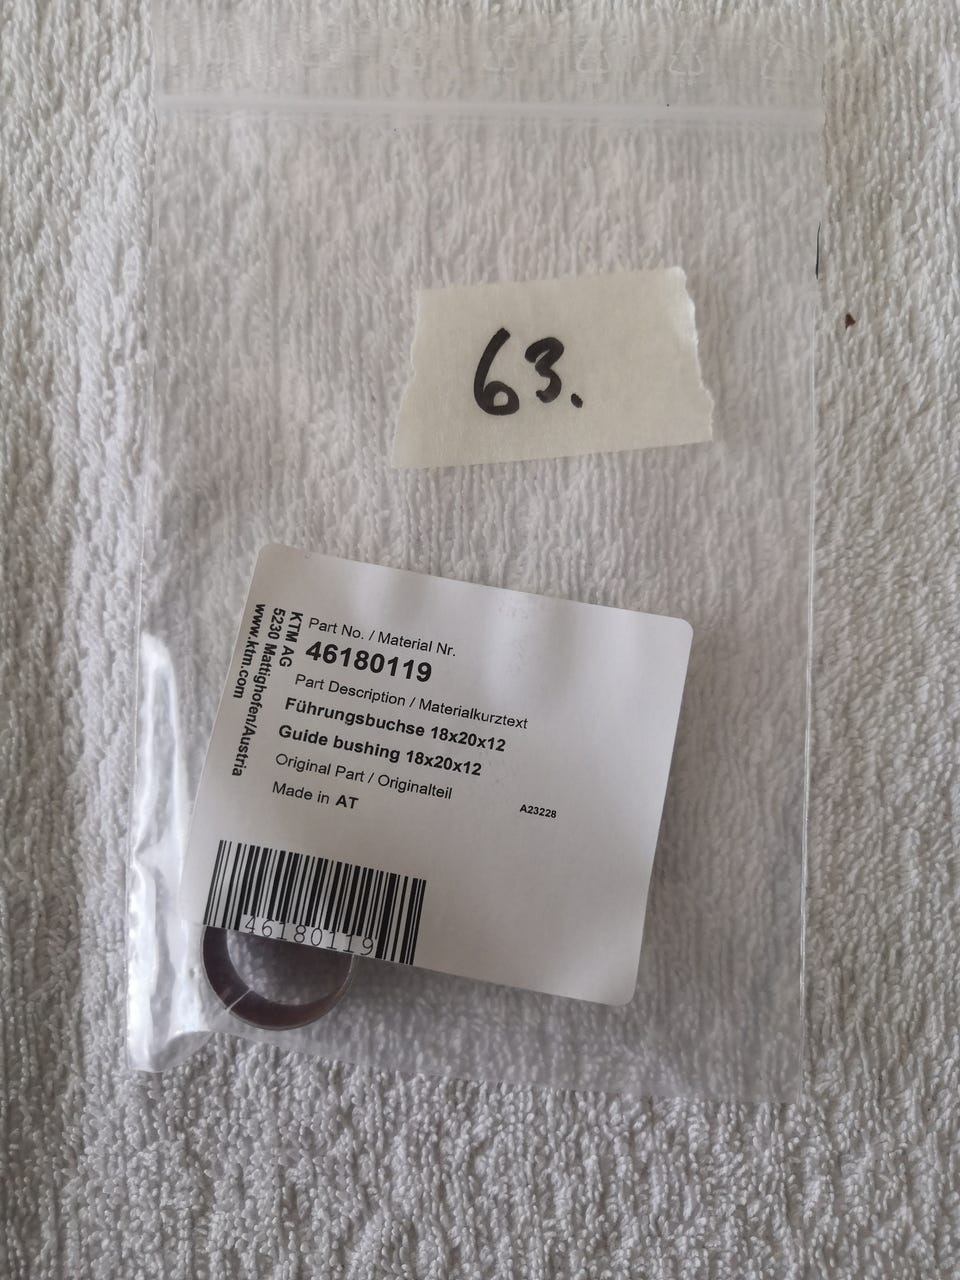 63.
Part No. / Material Nr.
46180119
Part Description / Materialkurztext
Führungsbuchse 18x20x12
Guide bushing 18x20x12
Original Part / Originalteil
Made in AT
A23228
KTM AG
5230 Mattighofen/Austria
www.ktm.com
46180119